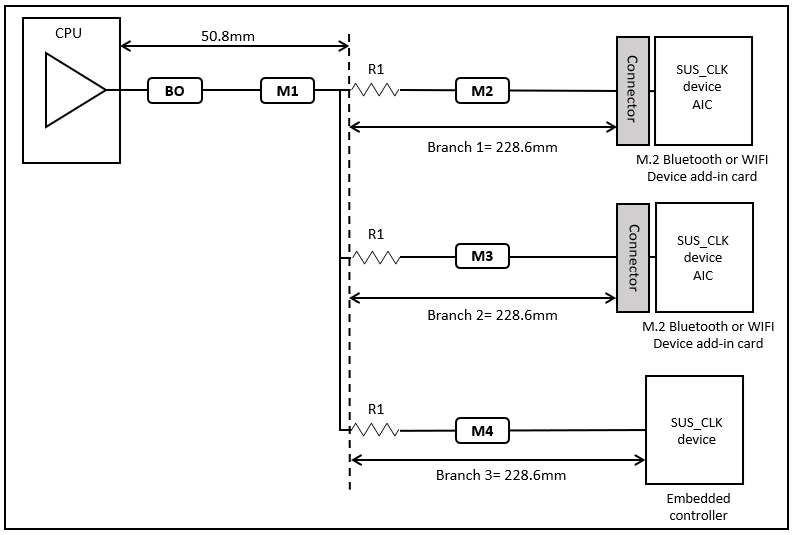 CPU
50.8mm
BO
M1
R1
M2
Connector
SUS_CLK
device
AIC
Branch 1= 228.6mm
M.2 Bluetooth or WIFI
Device add-in card
R1
M3
Connector
SUS_CLK
device
AIC
Branch 2= 228.6mm
M.2 Bluetooth or WIFI
Device add-in card
R1
M4
SUS_CLK
device
Branch 3= 228.6mm
Embedded
controller